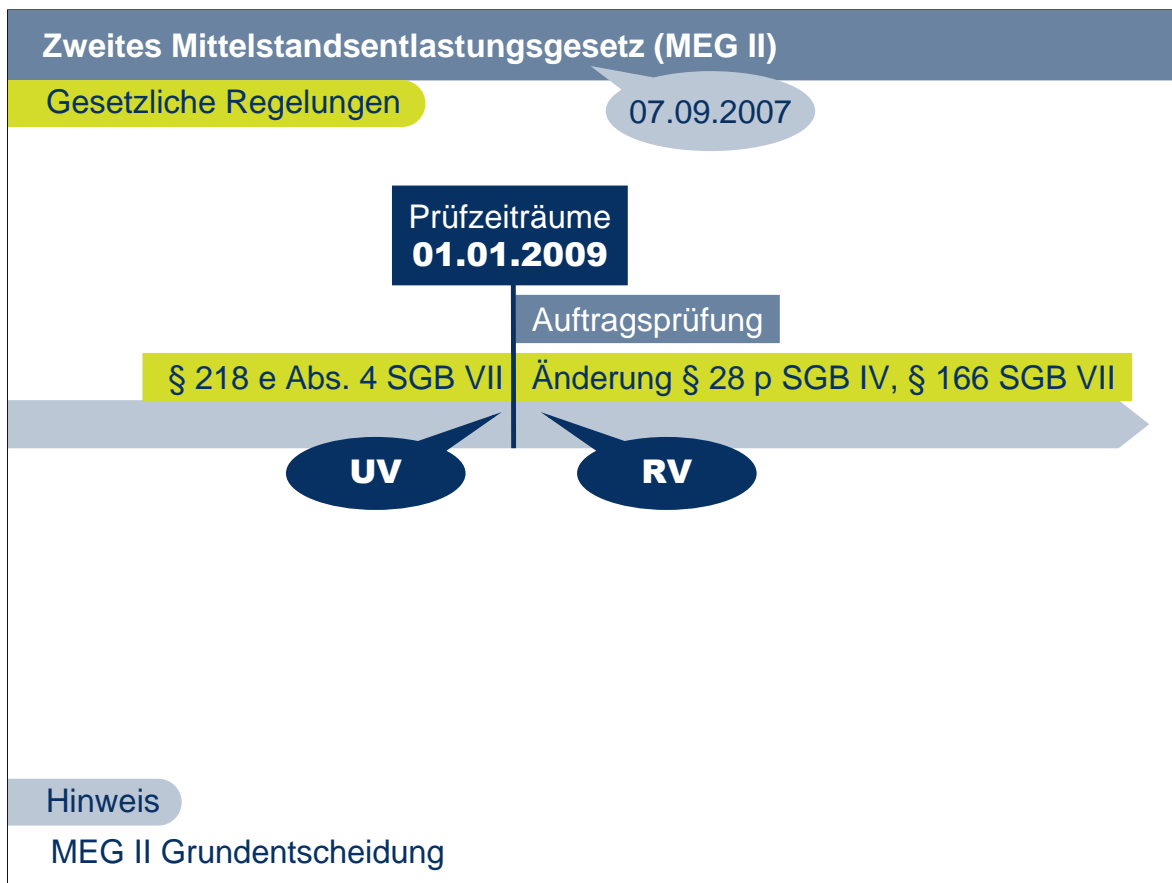 Zweites Mittelstandsentlastungsgesetz (MEG II)
Gesetzliche Regelungen
07.09.2007
Prüfzeiträume
01.01.2009
Auftragsprüfung
§ 218 e Abs. 4 SGB VII
Änderung § 28 p SGB IV, § 166 SGB VII
UV
RV
Hinweis
MEG II Grundentscheidung